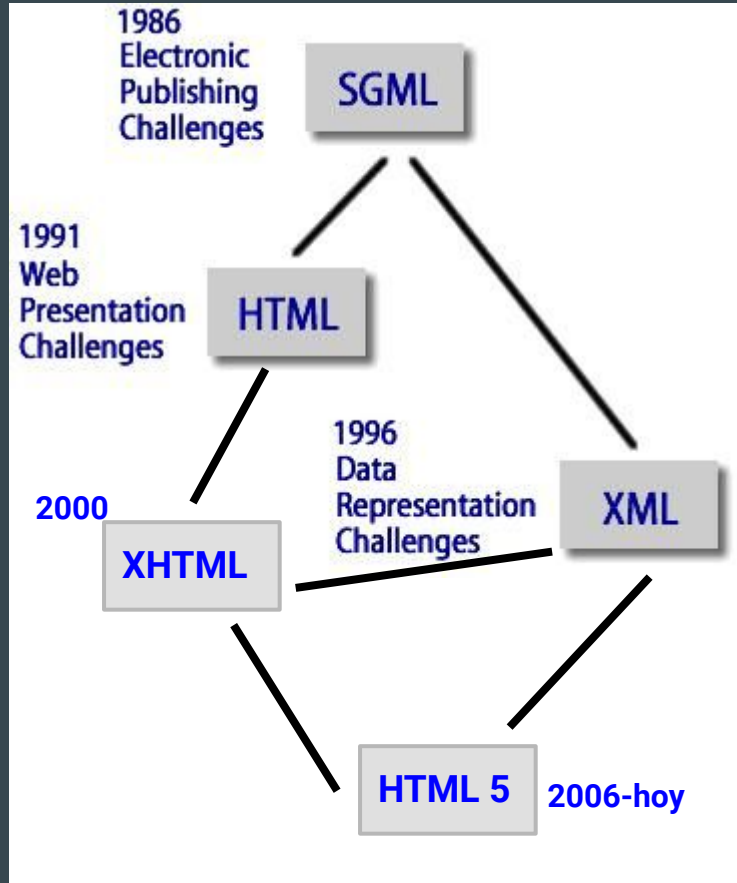 1986
Electronic
Publishing
Challenges
SGML
1991
Web
Presentation
Challenges
HTML
1996
Data
Representation
Challenges
XML
2000
XHTML
HTML 5
2006-hoy